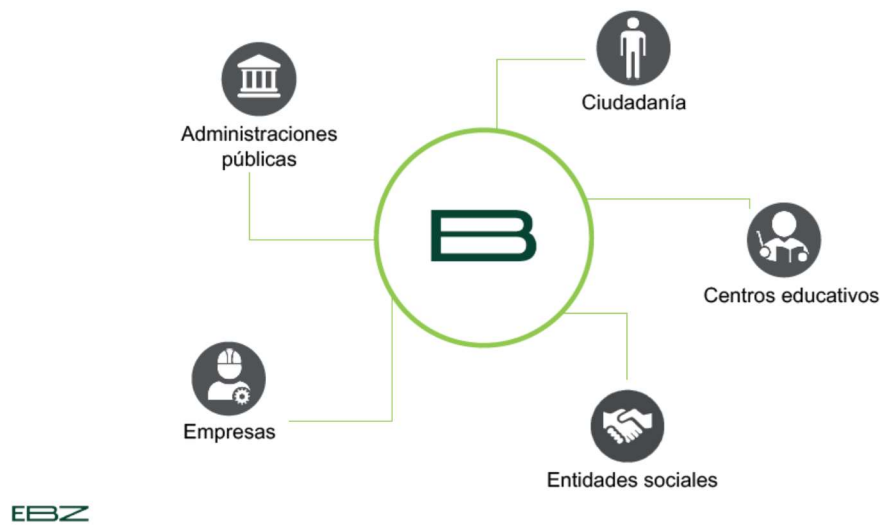 Ciudadanía
Administraciones
públicas
B
Centros educativos
Empresas
Entidades sociales
EBZ